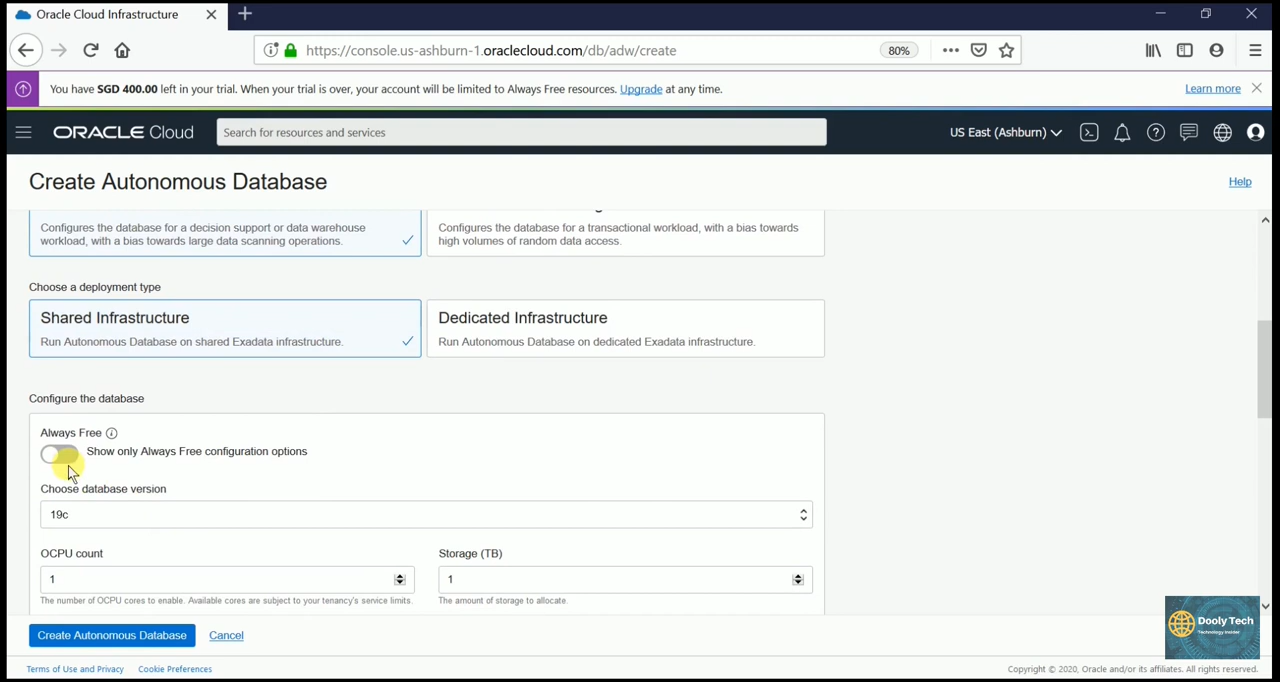 Oracle Cloud Infrastructure
https://console.us-ashburn-1.oraclecloud.com/db/adw/create
80%
You have SGD 400.00 left in your trial. When your trial is over, your account will be limited to Always Free resources. Upgrade at any time.
Learn more
ORACLE Cloud
Search for resources and services
US East (Ashburn)
Create Autonomous Database
Help
Configures the database for a decision support or data warehouse
workload, with a bias towards large data scanning operations.
Configures the database for a transactional workload, with a bias towards
high volumes of random data access.
Choose a deployment type
Shared Infrastructure
Run Autonomous Database on shared Exadata infrastructure.
Dedicated Infrastructure
Run Autonomous Database on dedicated Exadata infrastructure.
Configure the database
Always Free
Show only Always Free configuration options
Choose database version
19c
OCPU count
Storage (TB)
1
1
The number of OCPU cores to enable. Available cores are subject to your tenancy's service limits.
The amount of storage to allocate.
Create Autonomous Database
Cancel
Dooly Tech
Technology Insider
Terms of Use and Privacy
Cookie Preferences
Copyright © 2020, Oracle and/or its affiliates. All rights reserved.